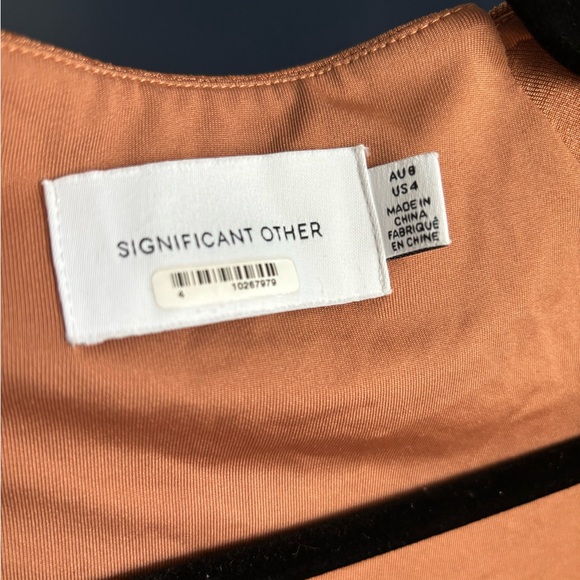 SIGNIFICANT OTHER
4 10267979
AU 8
US 4
MADE IN
CHINA
FABRIQUÉ
EN CHINE